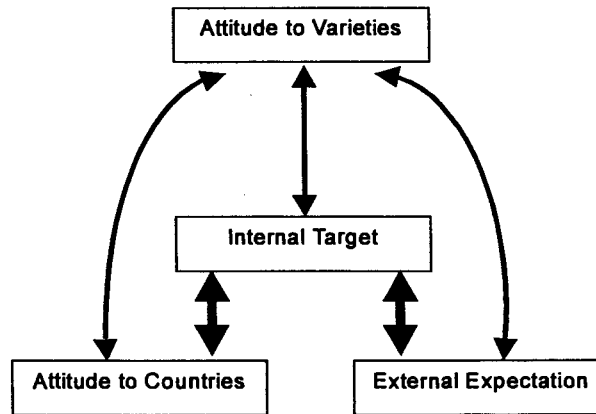 Attitude to Varieties
Internal Target
Attitude to Countries
External Expectation